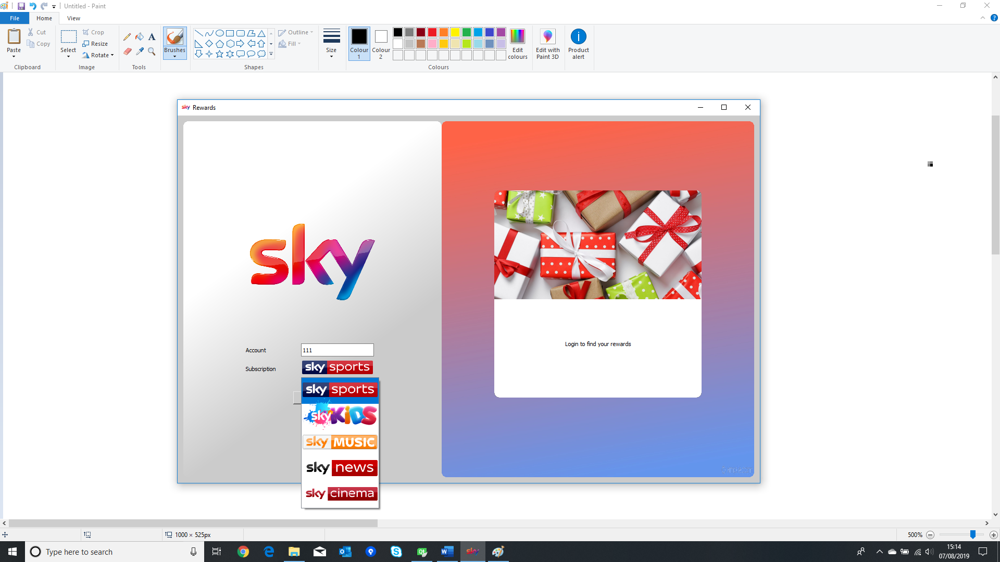 Untitled - Paint
File Home View
Paste
Cut
Copy
Clipboard
Select
Crop
Resize
Rotate
Image
Tools
Brushes
Shapes
Outline
Fill
Size
Colour 1
Colour 2
Colours
Edit colours
Edit with Paint 3D
Product alert
sky Rewards
sky
Account 111
Subscription sky sports
sky sports
sky KiDS
sky MUSIC
sky news
sky cinema
Login to find your rewards
1000 × 525px
500%
Type here to search
15:14
07/08/2019